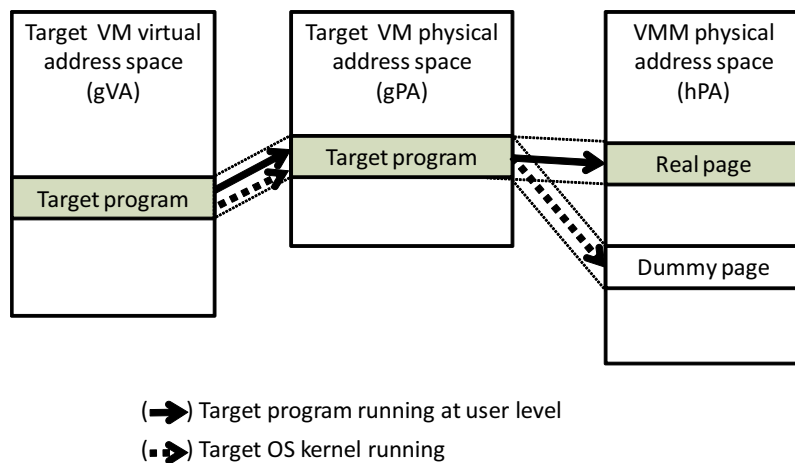 Target VM virtual
address space
(gVA)
Target program
Target VM physical
address space
(gPA)
Target program
VMM physical
address space
(hPA)
Real page
Dummy page
(➔) Target program running at user level
(⇢) Target OS kernel running